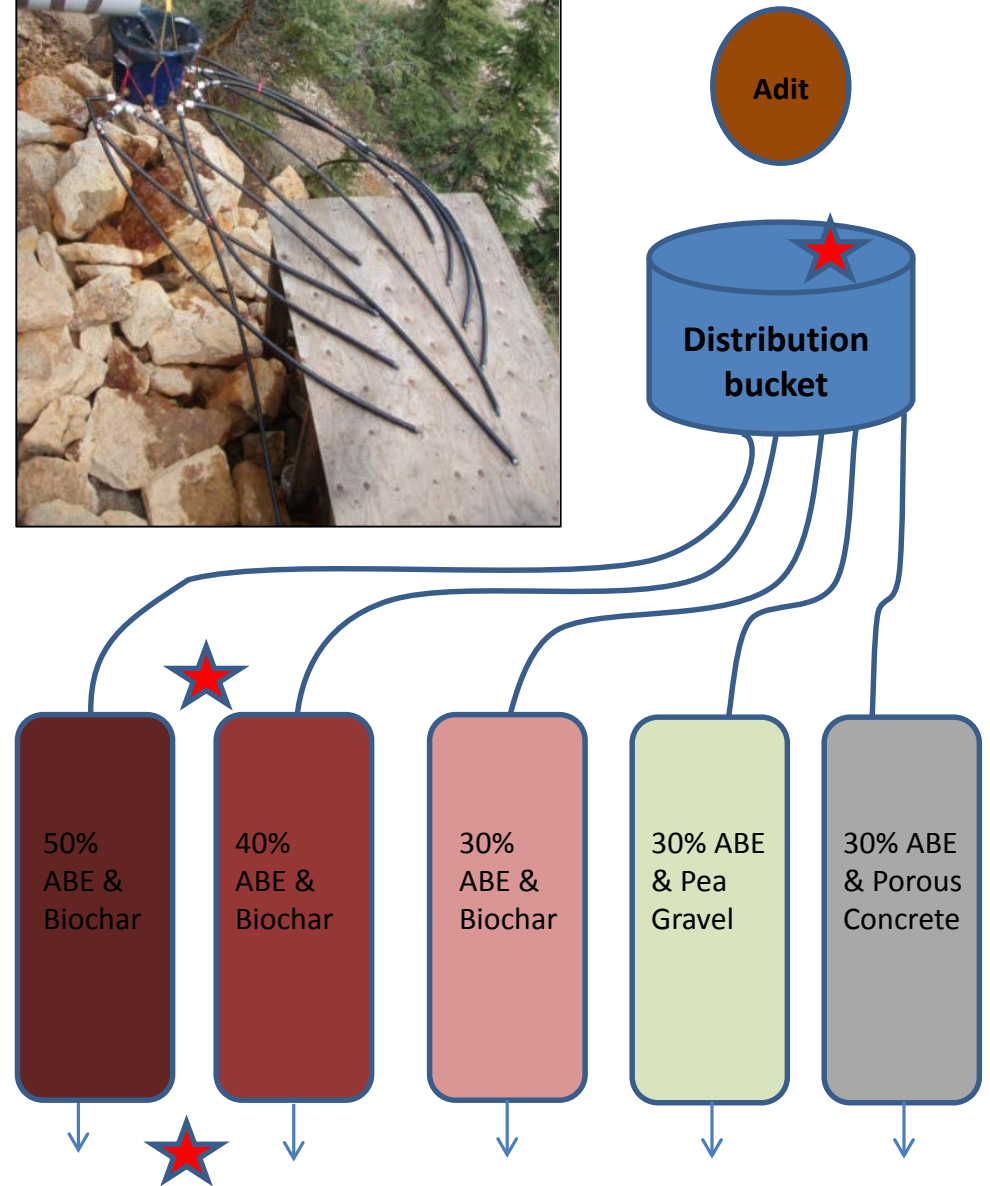 Adit
Distribution
bucket
50%
ABE &
Biochar
40%
ABE &
Biochar
30%
ABE &
Biochar
30% ABE
& Pea
Gravel
30% ABE
& Porous
Concrete